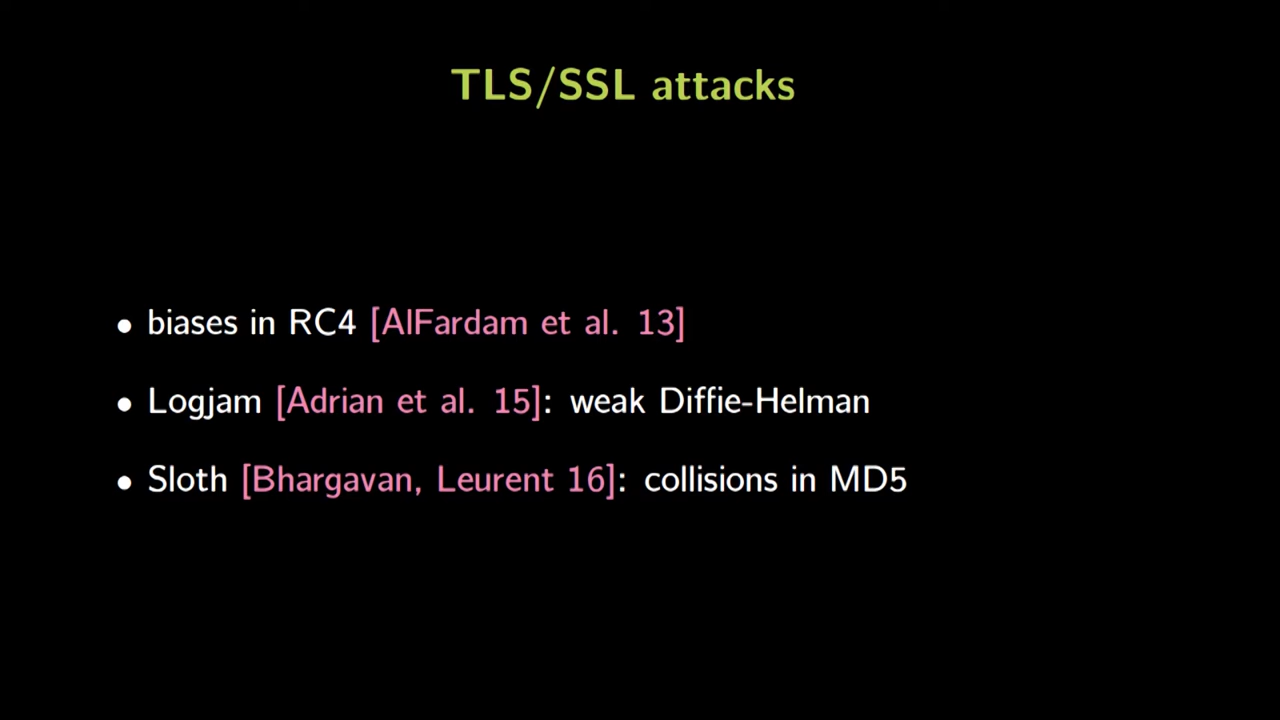 TLS/SSL attacks
• biases in RC4 [AlFardam et al. 13]
• Logjam [Adrian et al. 15]: weak Diffie-Helman
• Sloth [Bhargavan, Leurent 16]: collisions in MD5